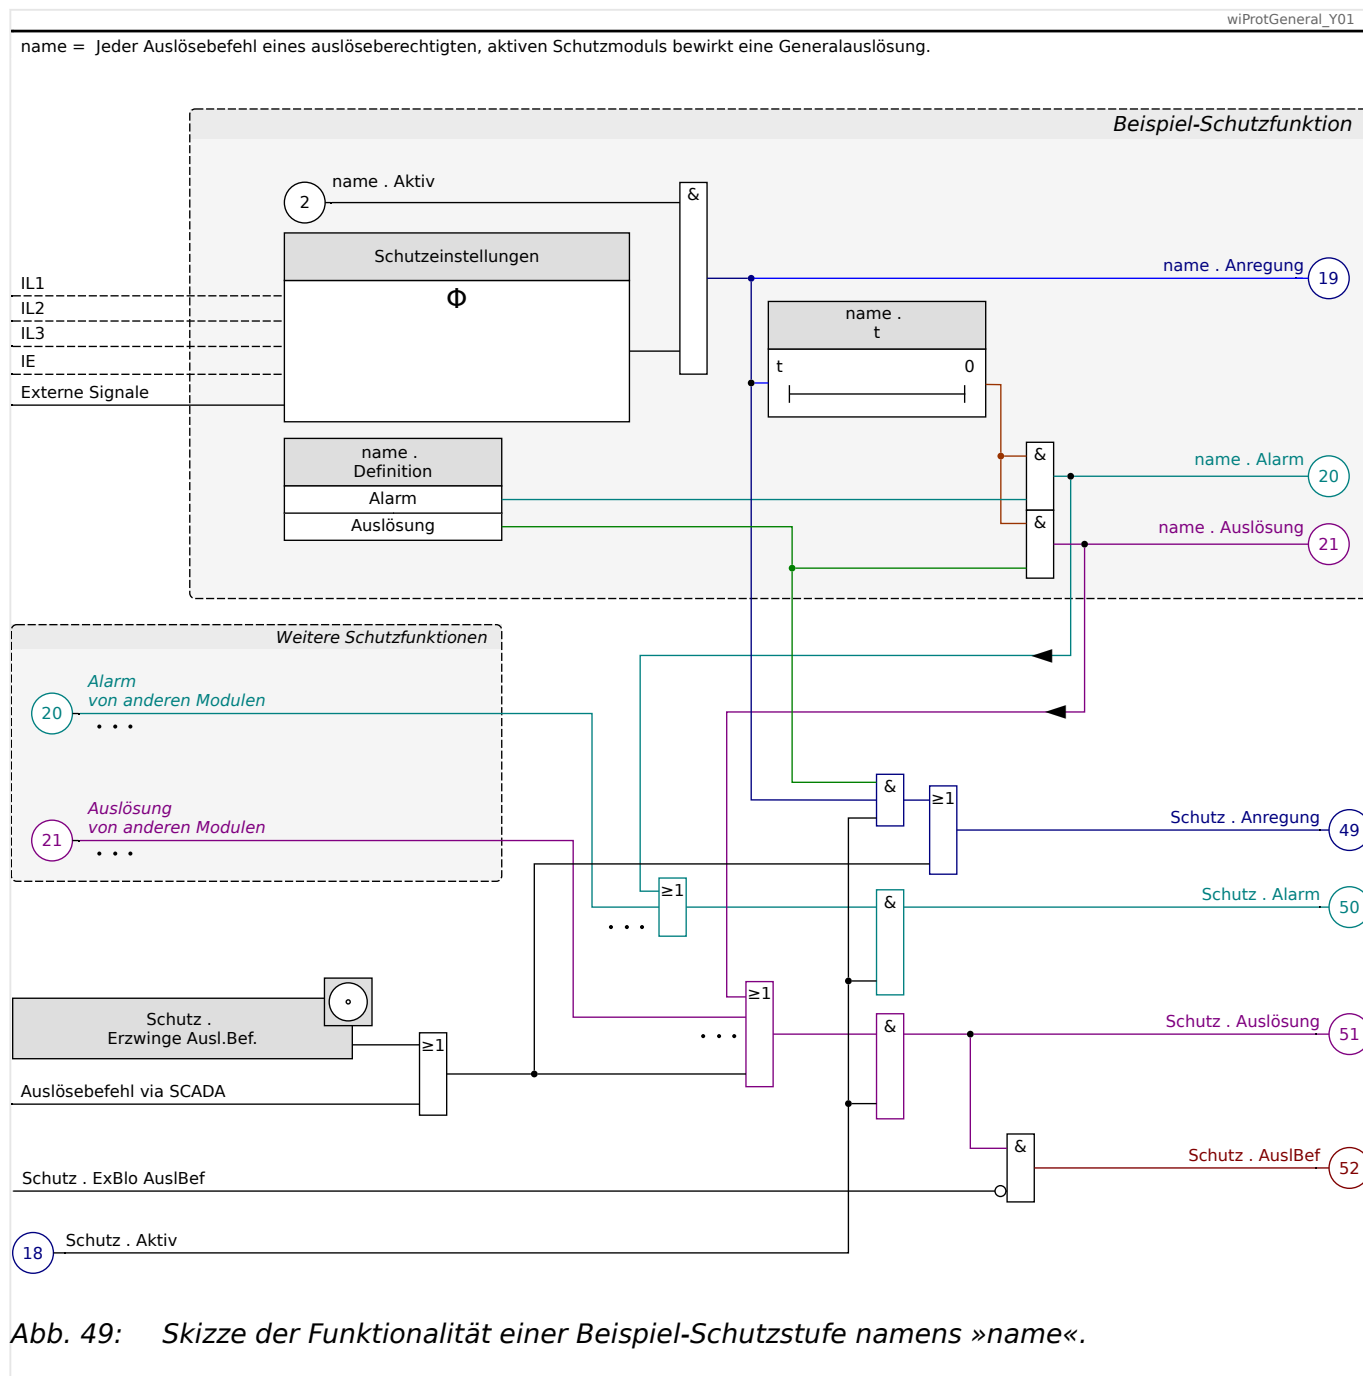 wiProtGeneral_Y01
name = Jeder Auslösebefehl eines auslöseberechtigten, aktiven Schutzmoduls bewirkt eine Generalauslösung.
Beispiel-Schutzfunktion
name . Aktiv
2
&
Schutzeinstellungen
Φ
IL1
IL2
IL3
IE
Externe Signale
name . Anregung
19
name .
t
t 0
name .
Definition
Alarm
Auslösung
&
name . Alarm
20
&
name . Auslösung
21
Weitere Schutzfunktionen
Alarm
von anderen Modulen
20
• • •
Auslösung
von anderen Modulen
21
• • •
&
≥1
Schutz . Anregung
49
≥1
• • •
&
Schutz . Alarm
50
Schutz .
Erzwinge Ausl.Bef.
≥1
Auslösebefehl via SCADA
≥1
• • •
&
Schutz . Auslösung
51
Schutz . ExBlo AuslBef
&
Schutz . AuslBef
52
18
Schutz . Aktiv
Abb. 49: Skizze der Funktionalität einer Beispiel-Schutzstufe namens »name«.